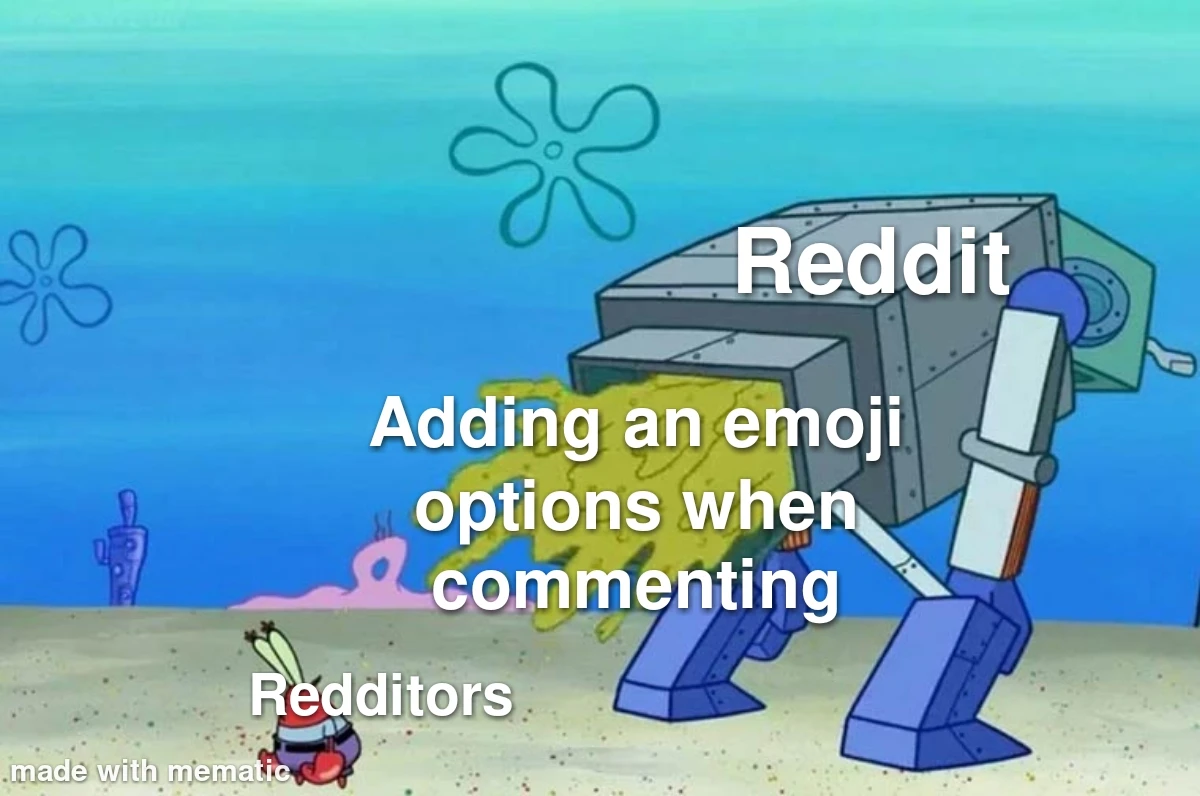 Reddit
Adding an emoji
options when
commenting
Redditors
made with mematic